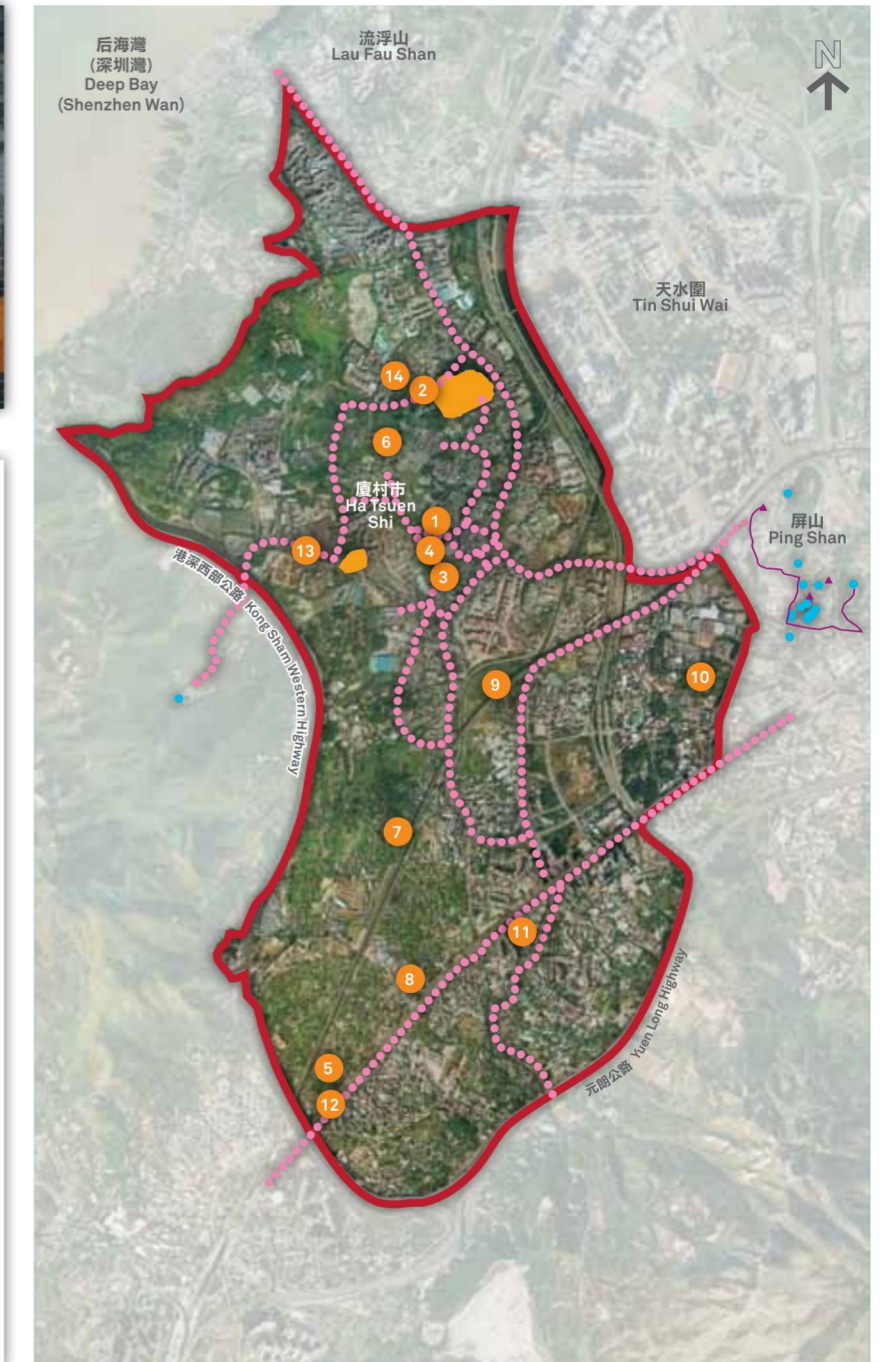 后海灣
(深圳灣)
Deep Bay
(Shenzhen Wan)
流浮山
Lau Fau Shan
N
天水圍
Tin Shui Wai
14
2
6
廈村市
Ha Tsuen
Shi
1
13
4
3
屏山
Ping Shan
港深西部公路 Kong Sham Western Highway
9
10
7
11
8
元朗公路 Yuen Long Highway
5
12